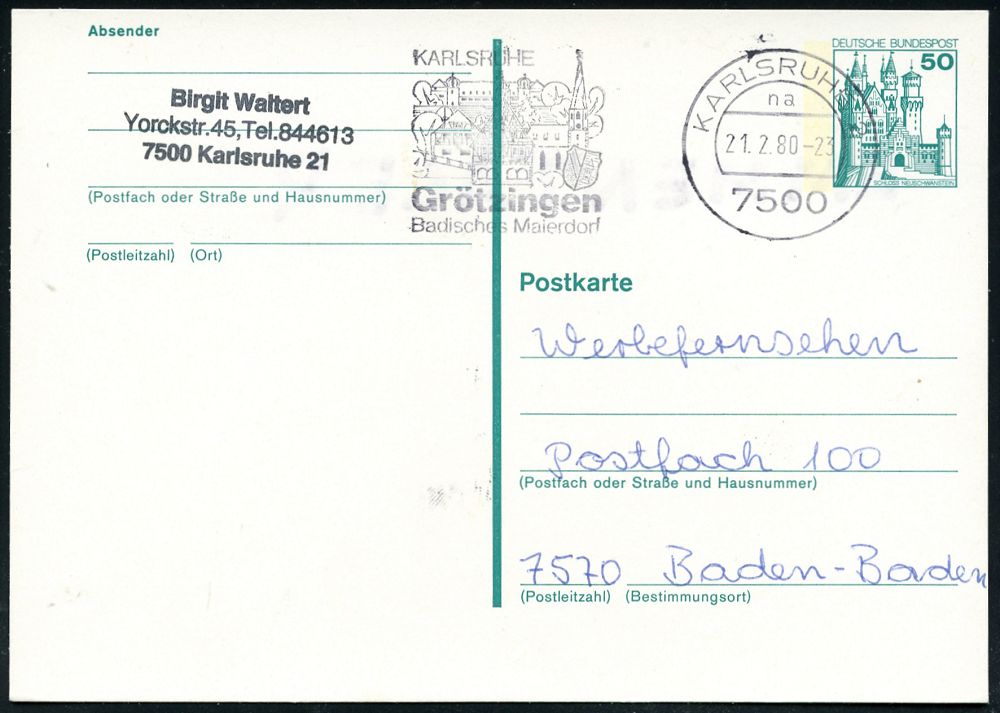 Absender
Birgit Waltert
Yorckstr.45,Tel.844613
7500 Karlsruhe 21
(Postfach oder Straße und Hausnummer)
(Postleitzahl) (Ort)
KARLSRUHE
Grötzingen
Badisches Malerdorf
KARLSRUHE
na
21.2.80-23
7500
DEUTSCHE BUNDESPOST
50
SCHLOSS NEUSCHWANSTEIN
Postkarte
Werbefernsehen
Postfach 100
(Postfach oder Straße und Hausnummer)
7570 Baden-Baden
(Postleitzahl) (Bestimmungsort)